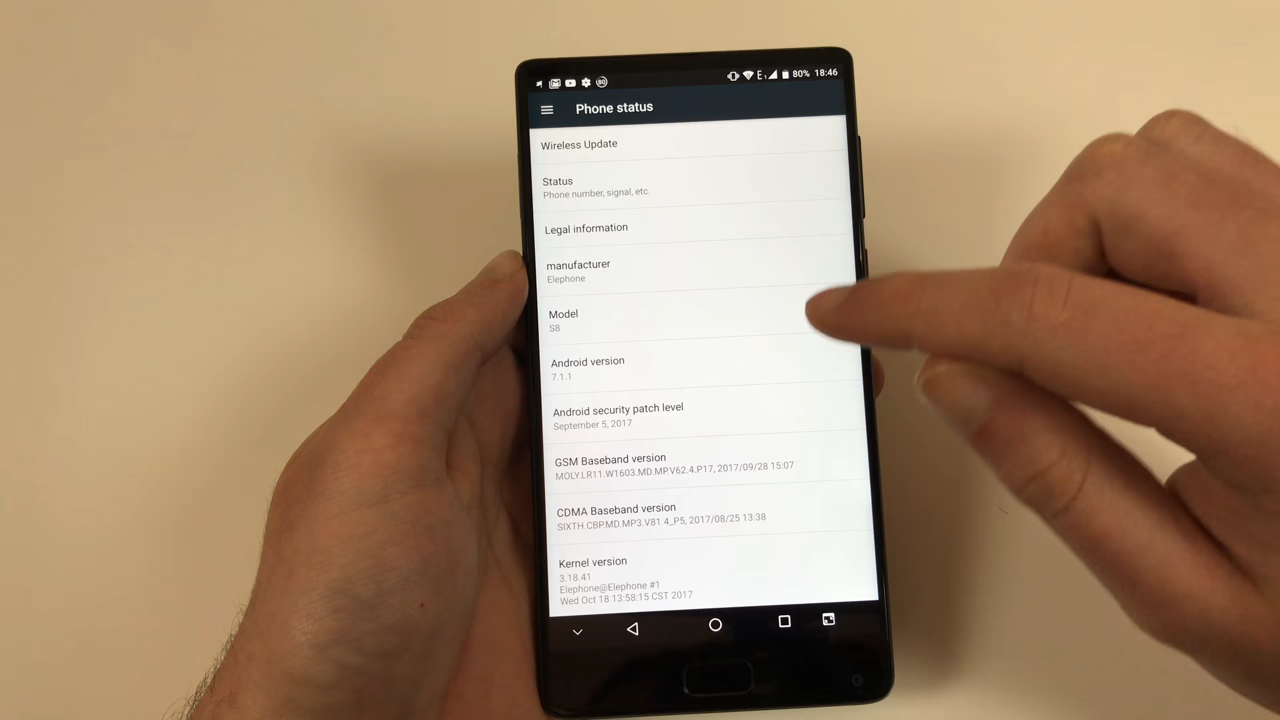 80% 18:46
Phone status
Wireless Update
Status
Phone number, signal, etc.
Legal information
manufacturer
Elephone
Model
S8
Android version
7.1.1
Android security patch level
September 5, 2017
GSM Baseband version
MOLY.LR11.W1603.MD.MP.V62.4.P17, 2017/09/28 15:07
CDMA Baseband version
SIXTH.CBP.MD.MP3.V81.4_P5, 2017/08/25 13:38
Kernel version
3.18.41
Elephone@Elephone #1
Wed Oct 18 13:58:15 CST 2017